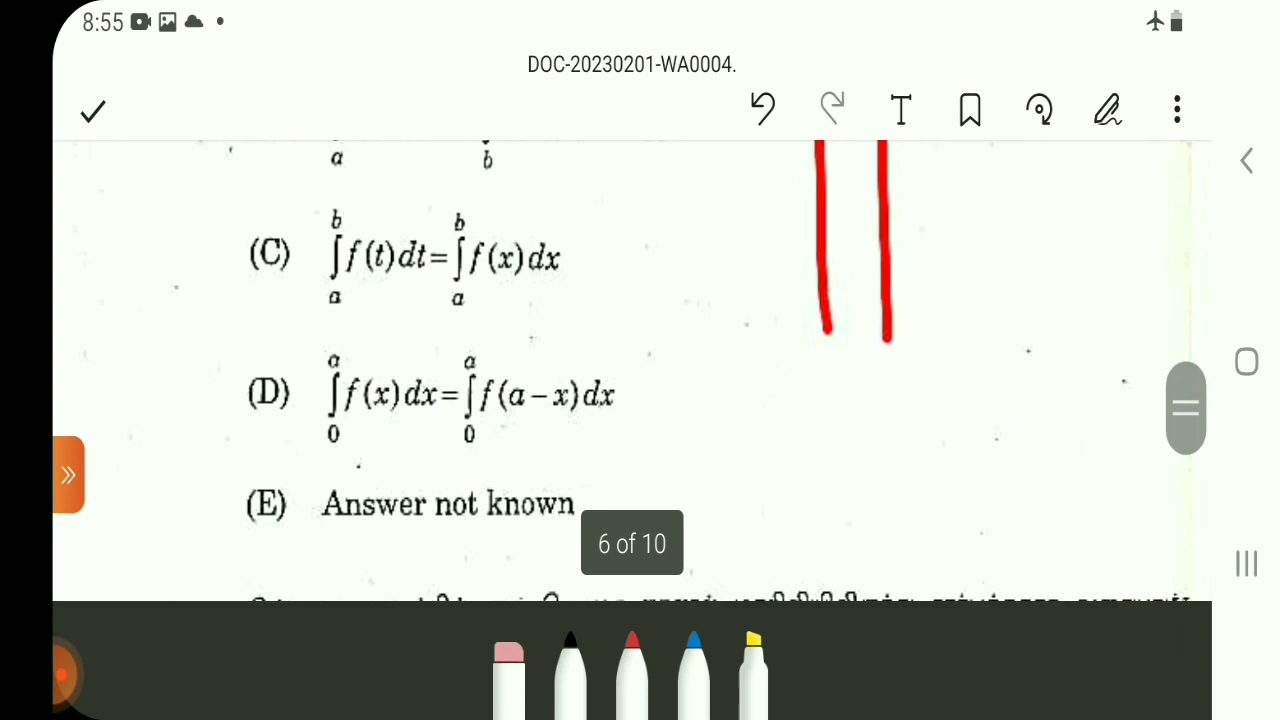 8:55
DOC-20230201-WA0004.
T
a b
(C) ∫_a^b f(t)dt=∫_a^b f(x)dx
(D) ∫_0^a f(x)dx=∫_0^a f(a−x)dx
(E) Answer not known
6 of 10